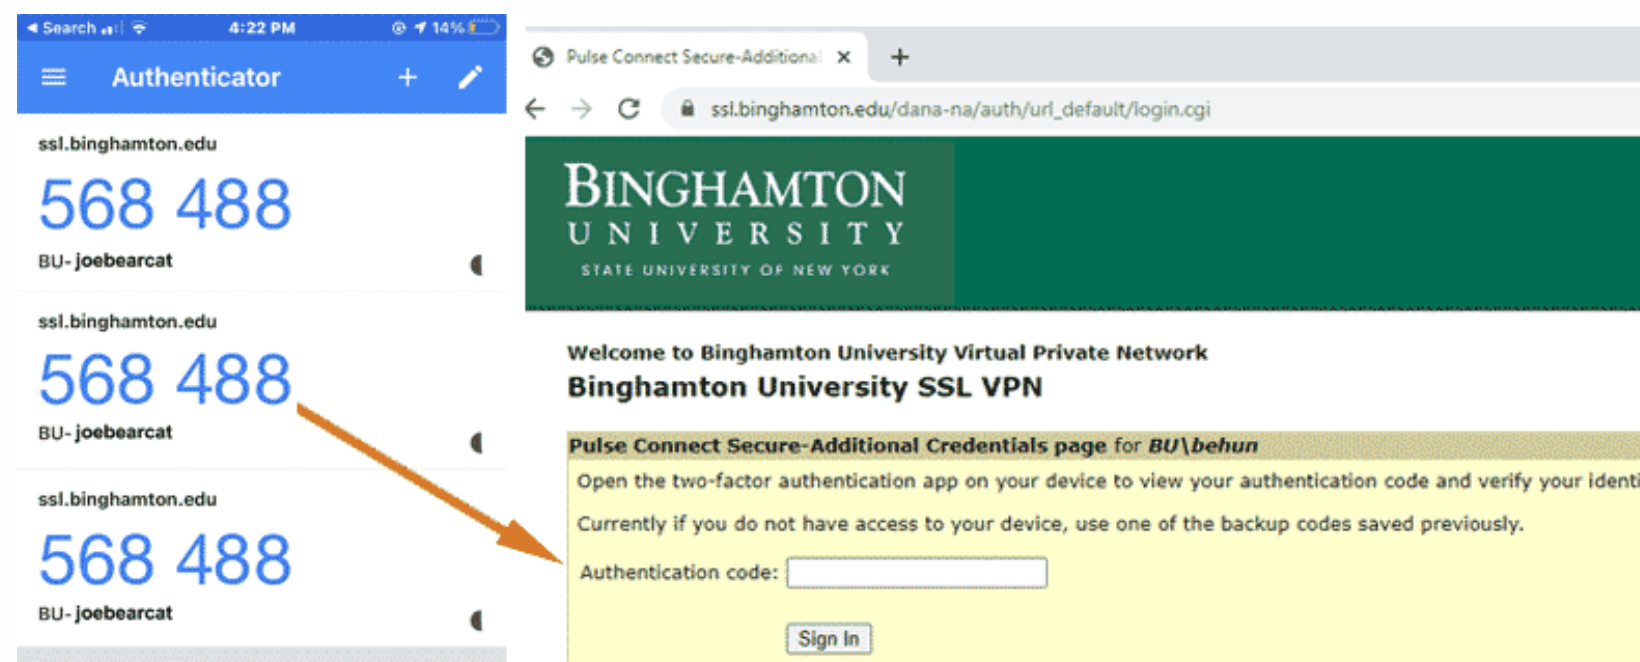 Search
4:22 PM
14%
Authenticator
ssl.binghamton.edu
568 488
BU- joebearcat
ssl.binghamton.edu
568 488
BU- joebearcat
ssl.binghamton.edu
568 488
BU- joebearcat
Pulse Connect Secure-Additional
ssl.binghamton.edu/dana-na/auth/url_default/login.cgi
BINGHAMTON
UNIVERSITY
STATE UNIVERSITY OF NEW YORK
Welcome to Binghamton University Virtual Private Network
Binghamton University SSL VPN
Pulse Connect Secure-Additional Credentials page for BU\behun
Open the two-factor authentication app on your device to view your authentication code and verify your identi
Currently if you do not have access to your device, use one of the backup codes saved previously.
Authentication code:
Sign In